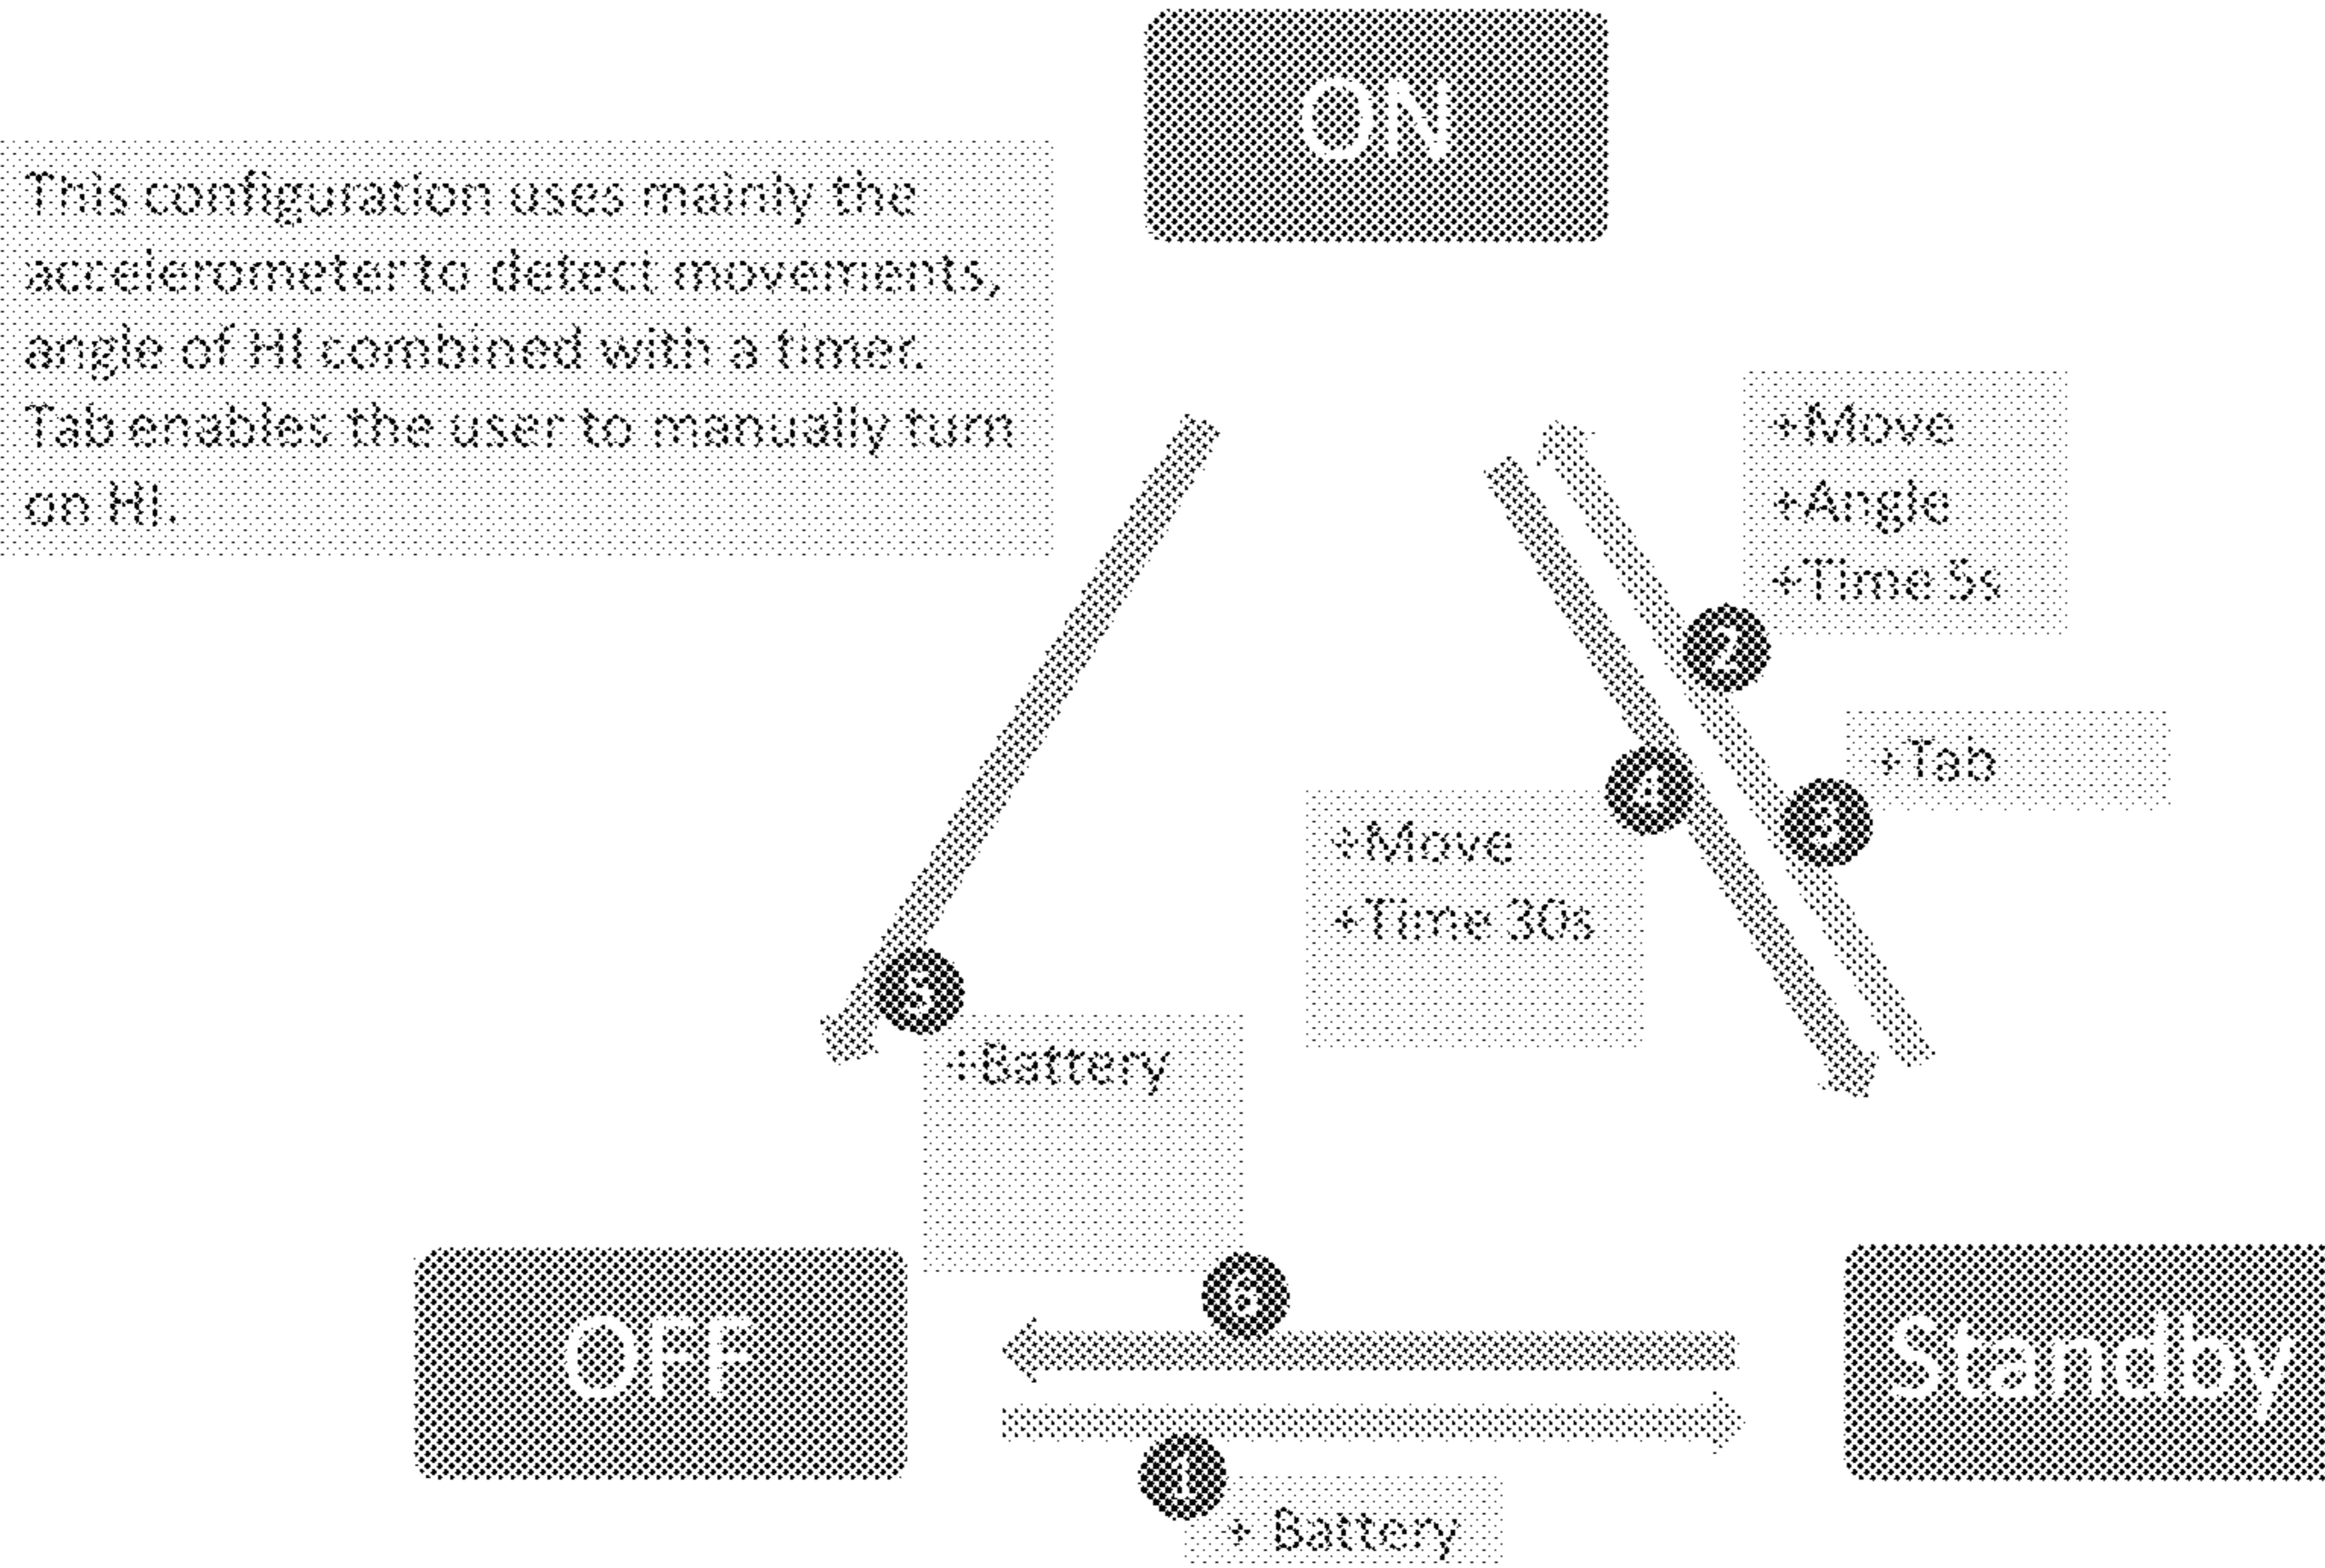 ON
This configuration uses mainly the
accelerometer to detect movements,
angle of HI combined with a timer.
Tab enables the user to manually turn
on HI.
+Move
+Angle
+Time 5s
2
+Tab
3
4
+Move
+Time 30s
5
+Battery
6
OFF
Standby
1
+ Battery